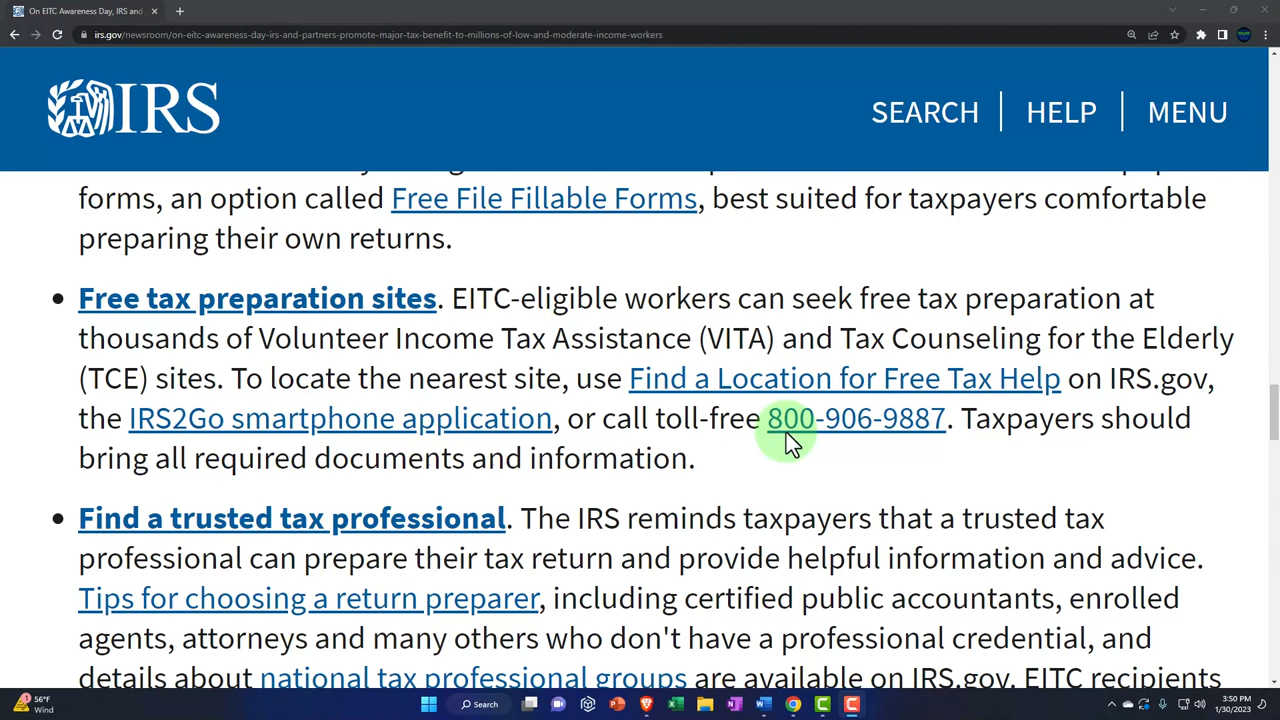 On EITC Awareness Day, IRS and
irs.gov/newsroom/on-eitc-awareness-day-irs-and-partners-promote-major-tax-benefit-to-millions-of-low-and-moderate-income-workers
IRS
SEARCH
HELP
MENU
forms, an option called Free File Fillable Forms, best suited for taxpayers comfortable
preparing their own returns.
• Free tax preparation sites. EITC-eligible workers can seek free tax preparation at
thousands of Volunteer Income Tax Assistance (VITA) and Tax Counseling for the Elderly
(TCE) sites. To locate the nearest site, use Find a Location for Free Tax Help on IRS.gov,
the IRS2Go smartphone application, or call toll-free 800-906-9887. Taxpayers should
bring all required documents and information.
• Find a trusted tax professional. The IRS reminds taxpayers that a trusted tax
professional can prepare their tax return and provide helpful information and advice.
Tips for choosing a return preparer, including certified public accountants, enrolled
agents, attorneys and many others who don't have a professional credential, and
details about national tax professional groups are available on IRS.gov. EITC recipients
1
56°F
Wind
Search
3:50 PM
1/30/2023